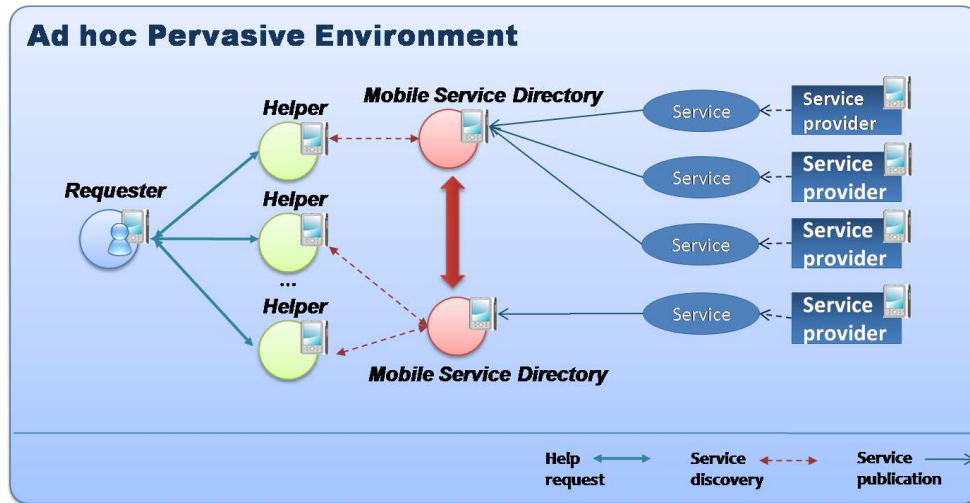 Ad hoc Pervasive Environment
Mobile Service Directory
Helper
Service
Service
provider
Requester
Helper
Service
Service
provider
...
Service
Service
provider
Helper
Service
Service
provider
Mobile Service Directory
Help
request
Service
discovery
Service
publication